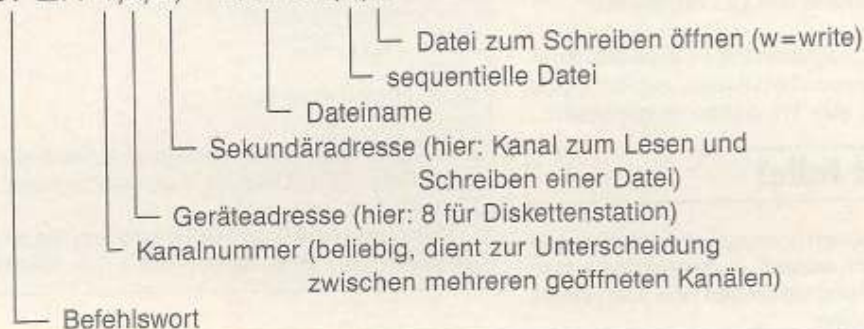 Datei zum Schreiben öffnen (w=write)
sequentielle Datei
Dateiname
Sekundäradresse (hier: Kanal zum Lesen und
Schreiben einer Datei)
Geräteadresse (hier: 8 für Diskettenstation)
Kanalnummer (beliebig, dient zur Unterscheidung
zwischen mehreren geöffneten Kanälen)
Befehlswort